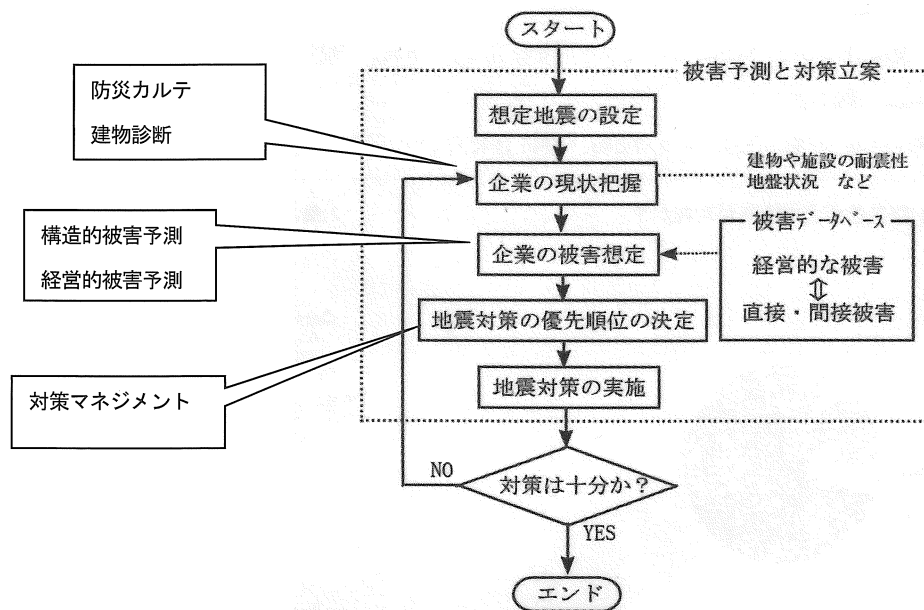 スタート
被害予測と対策立案
防災カルテ
建物診断
想定地震の設定
企業の現状把握
建物や施設の耐震性
地盤状況 など
構造的被害予測
経営的被害予測
企業の被害想定
被害ﾃﾞｰﾀﾍﾞｰｽ
経営的な被害
⇕
直接・間接被害
地震対策の優先順位の決定
対策マネジメント
地震対策の実施
NO
対策は十分か？
YES
エンド